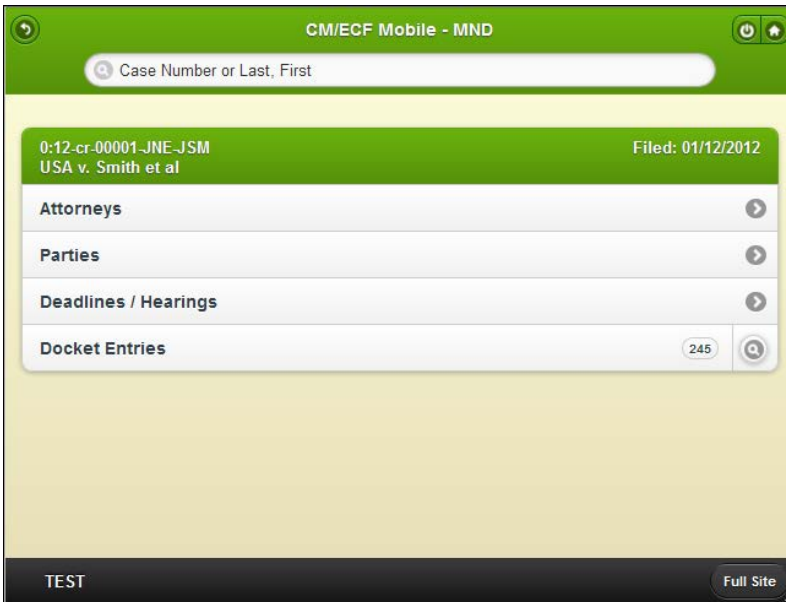 CM/ECF Mobile - MND
Case Number or Last, First
0:12-cr-00001-JNE-JSM Filed: 01/12/2012
USA v. Smith et al
Attorneys
Parties
Deadlines / Hearings
Docket Entries 245
TEST Full Site